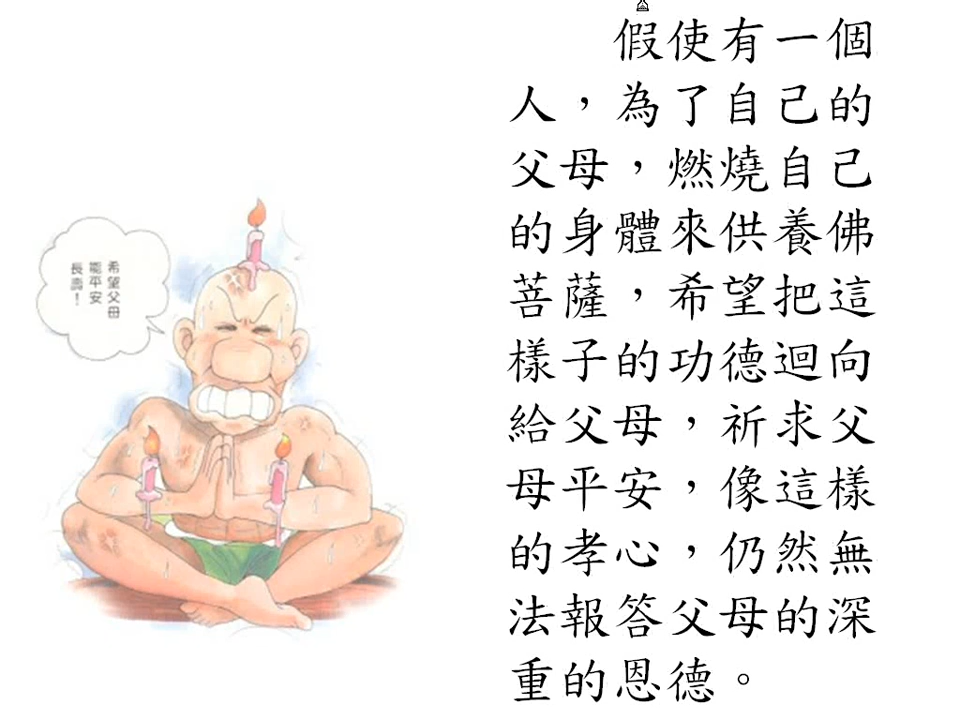 希望父母
能平安
長壽！
假使有一個
人，為了自己的
父母，燃燒自己
的身體來供養佛
菩薩，希望把這
樣子的功德迴向
給父母，祈求父
母平安，像這樣
的孝心，仍然無
法報答父母的深
重的恩德。